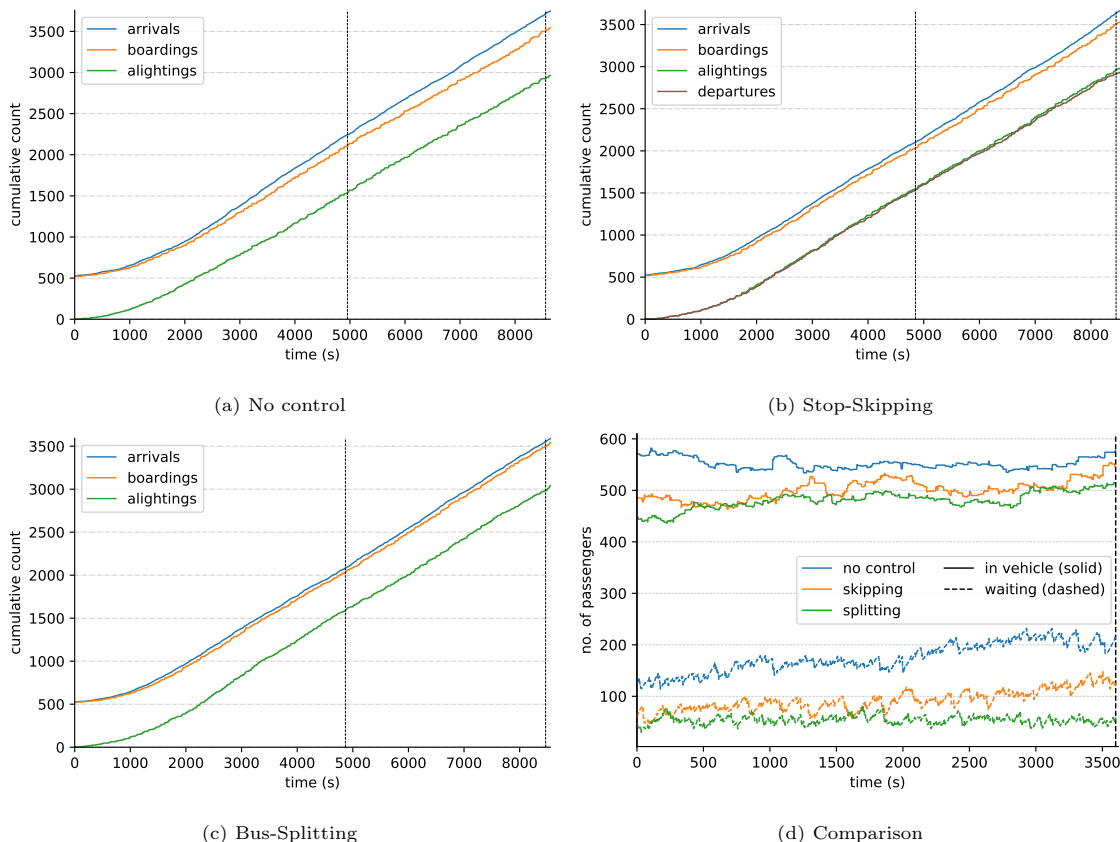 3500
3000
2500
2000
1500
1000
500
0
cumulative count
arrivals
boardings
alightings
0 1000 2000 3000 4000 5000 6000 7000 8000
time (s)
(a) No control
3500
3000
2500
2000
1500
1000
500
0
cumulative count
arrivals
boardings
alightings
departures
0 1000 2000 3000 4000 5000 6000 7000 8000
time (s)
(b) Stop-Skipping
3500
3000
2500
2000
1500
1000
500
0
cumulative count
arrivals
boardings
alightings
0 1000 2000 3000 4000 5000 6000 7000 8000
time (s)
(c) Bus-Splitting
600
500
400
300
200
100
no. of passengers
no control
skipping
splitting
in vehicle (solid)
waiting (dashed)
0 500 1000 1500 2000 2500 3000 3500
time (s)
(d) Comparison